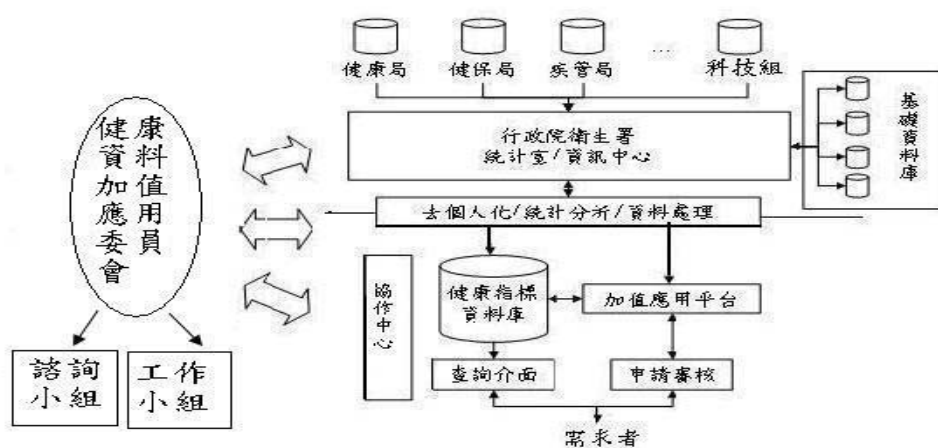 健康局
健保局
疾管局
...
科技組
基礎資料庫
行政院衛生署
統計室/資訊中心
去個人化/統計分析/資料處理
健康
資料
加值
應用
委員
會
諮詢
小組
工作
小組
協作中心
健康指標
資料庫
加值應用平台
查詢介面
申請審核
需求者